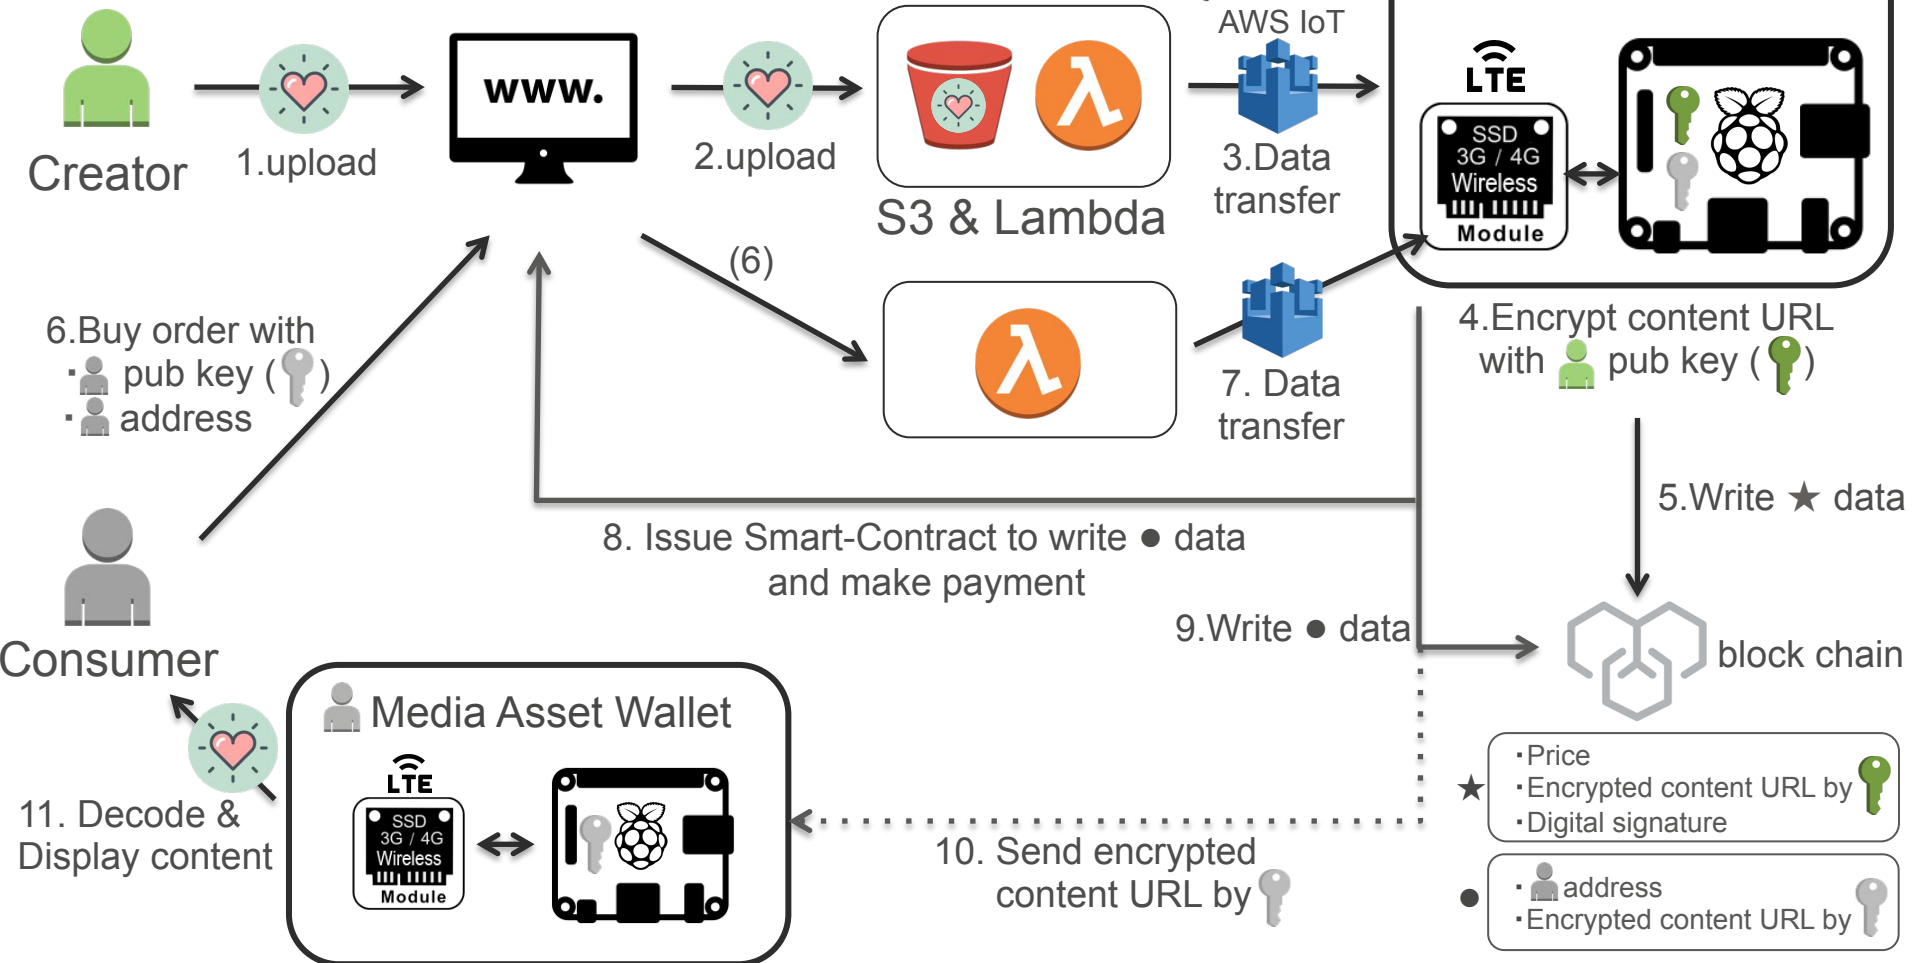 AWS IoT
www.
LTE
SSD
3G / 4G
Wireless
Module
Creator
1.upload
2.upload
S3 & Lambda
3.Data
transfer
(6)
4.Encrypt content URL
with pub key ( )
6.Buy order with
・ pub key ( )
・ address
7. Data
transfer
5.Write ★ data
8. Issue Smart-Contract to write ● data
and make payment
9.Write ● data
block chain
Consumer
Media Asset Wallet
LTE
SSD
3G / 4G
Wireless
Module
11. Decode &
Display content
10. Send encrypted
content URL by
★
・Price
・Encrypted content URL by
・Digital signature
●
・ address
・Encrypted content URL by